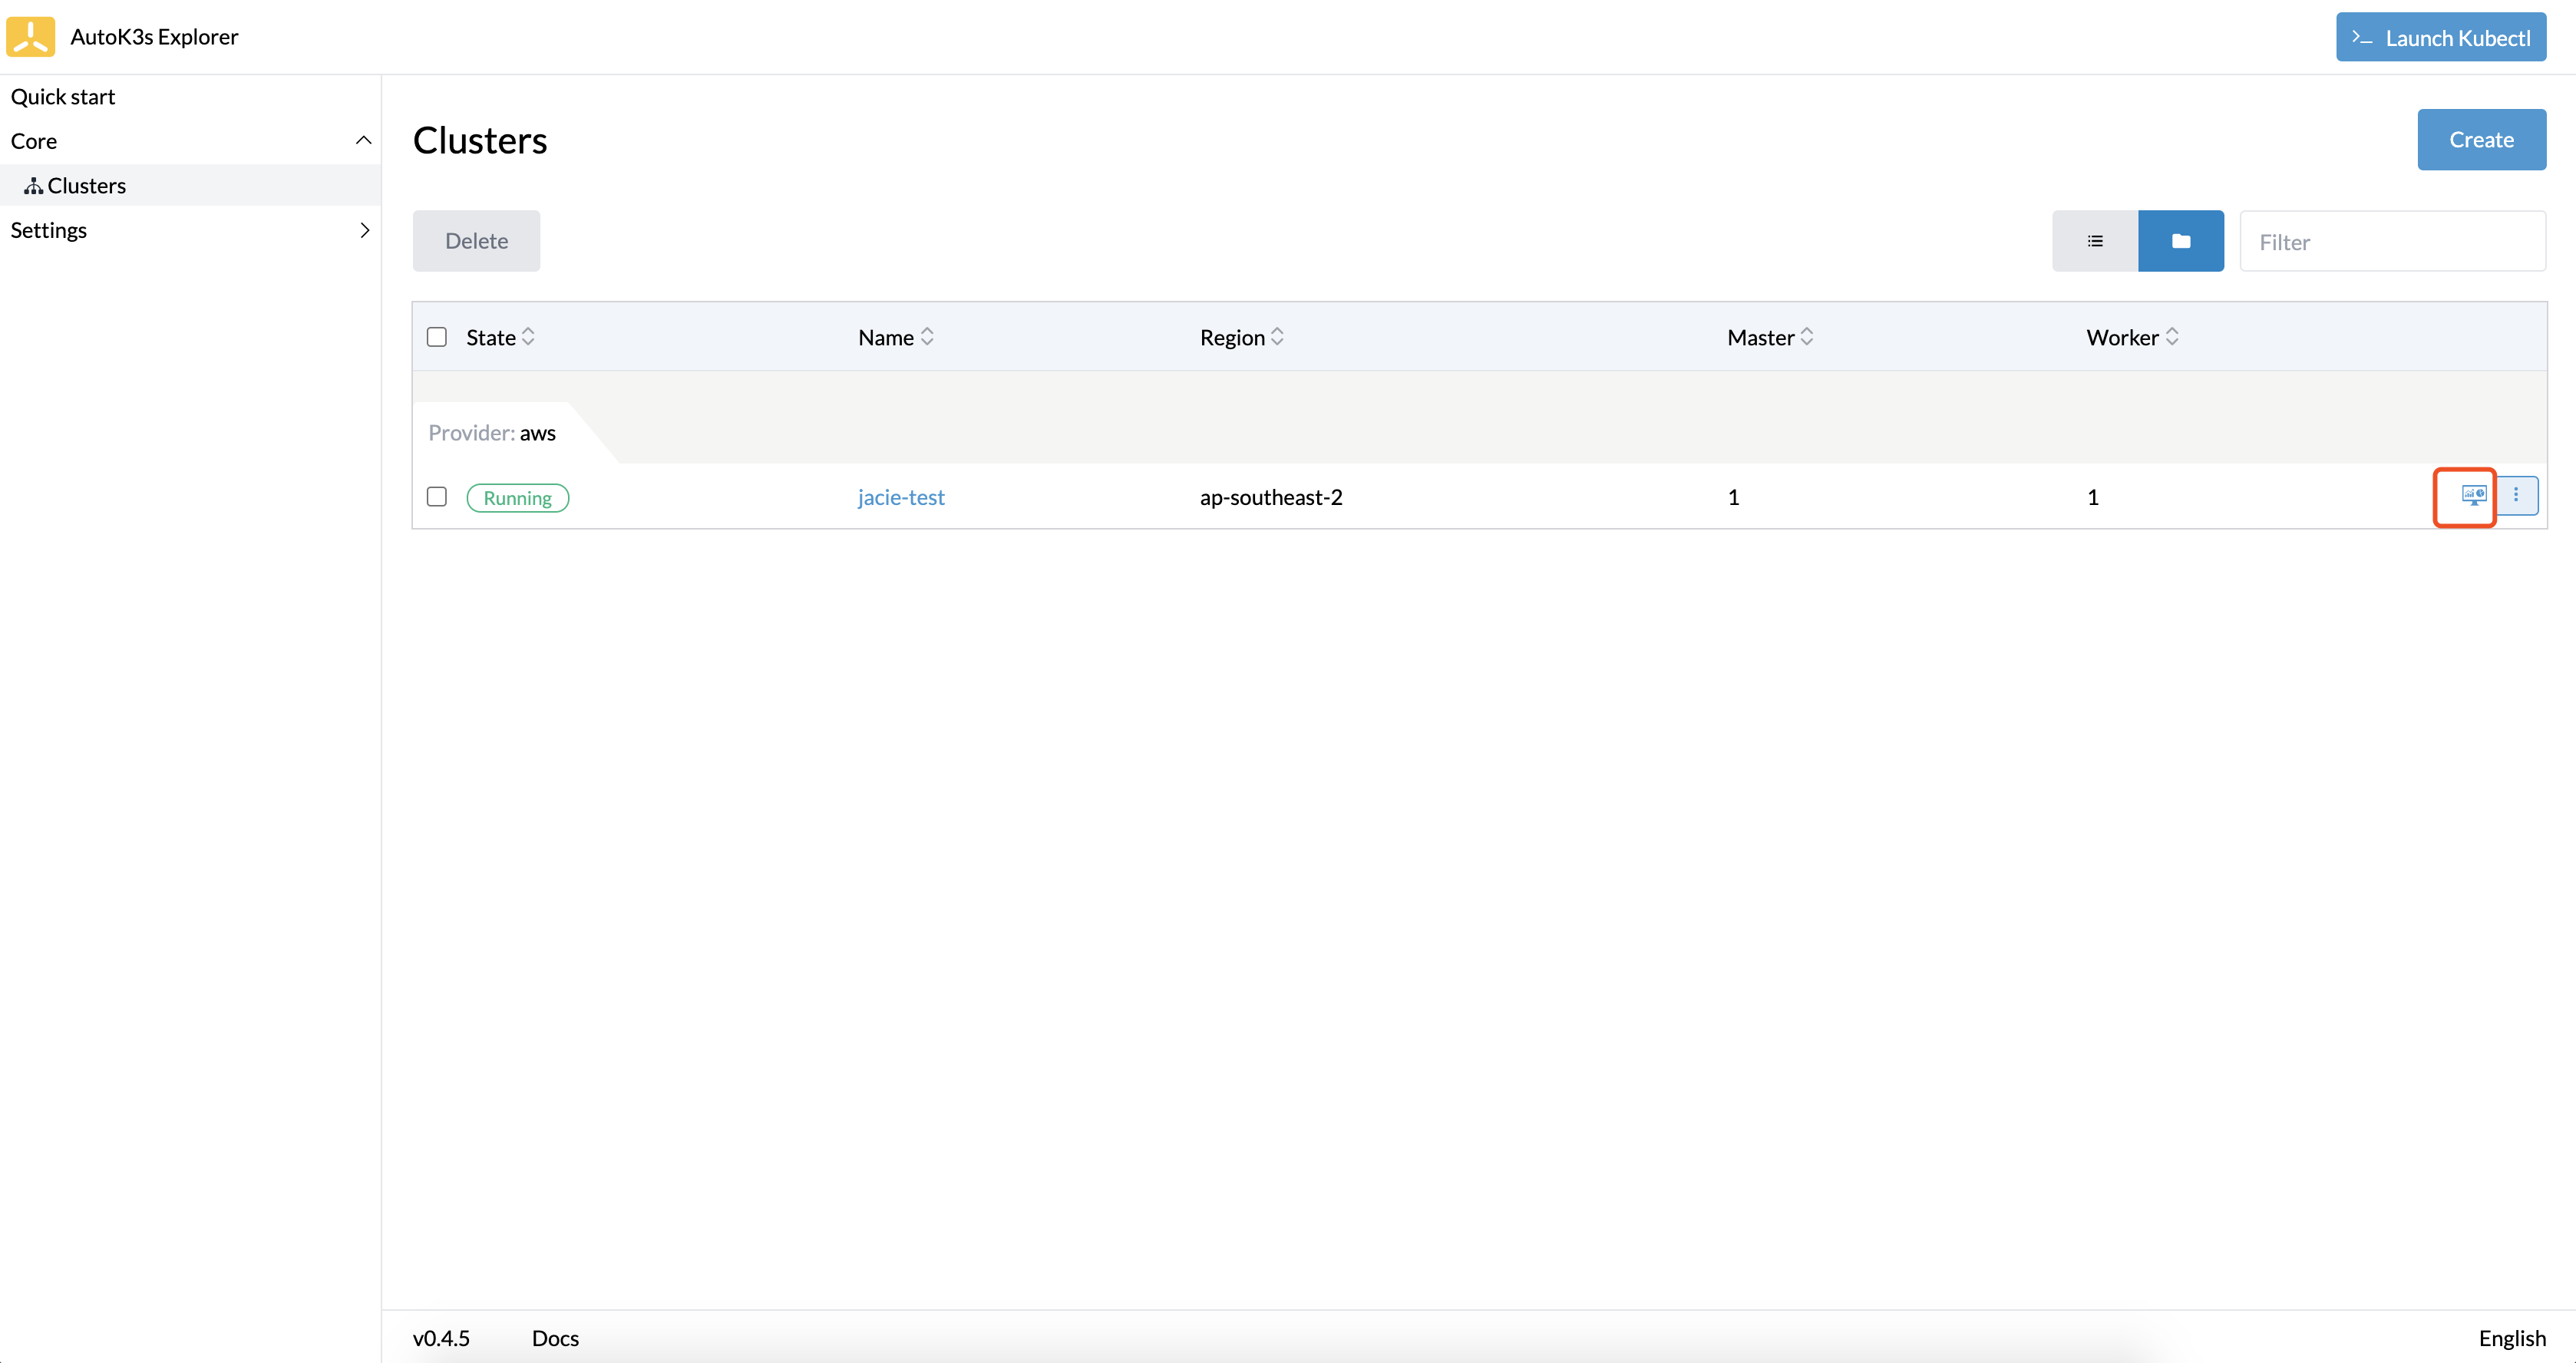 AutoK3s Explorer
>_ Launch Kubectl
Quick start
Core
Clusters
Settings
Clusters
Create
Delete
Filter
State Name Region Master Worker
Provider: aws
Running jacie-test ap-southeast-2 1 1
v0.4.5 Docs English